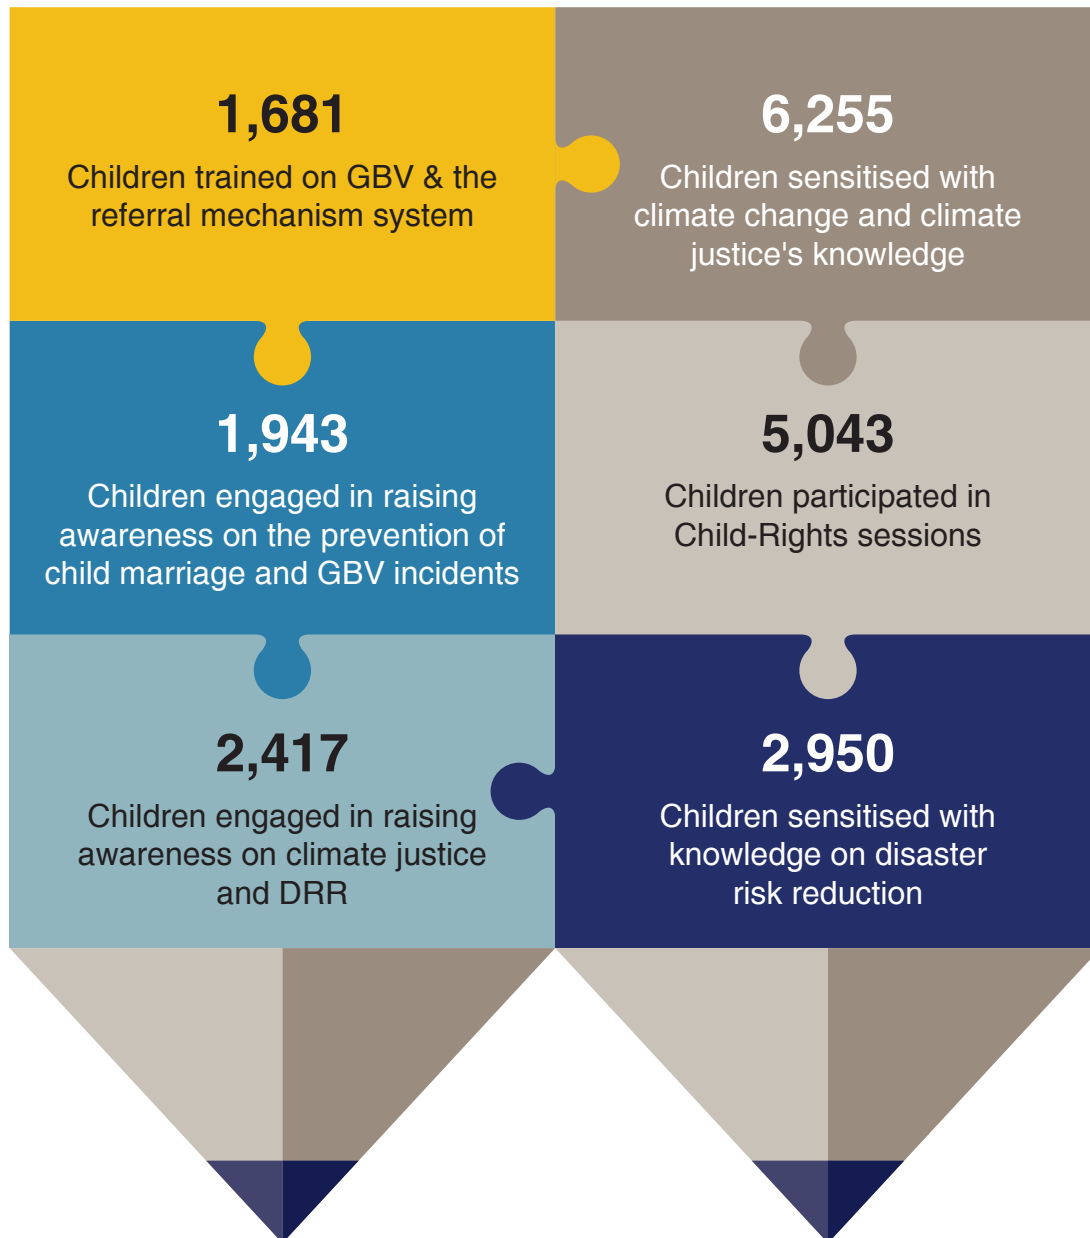 1,681
Children trained on GBV & the
referral mechanism system
6,255
Children sensitised with
climate change and climate
justice's knowledge
1,943
Children engaged in raising
awareness on the prevention of
child marriage and GBV incidents
5,043
Children participated in
Child-Rights sessions
2,417
Children engaged in raising
awareness on climate justice
and DRR
2,950
Children sensitised with
knowledge on disaster
risk reduction